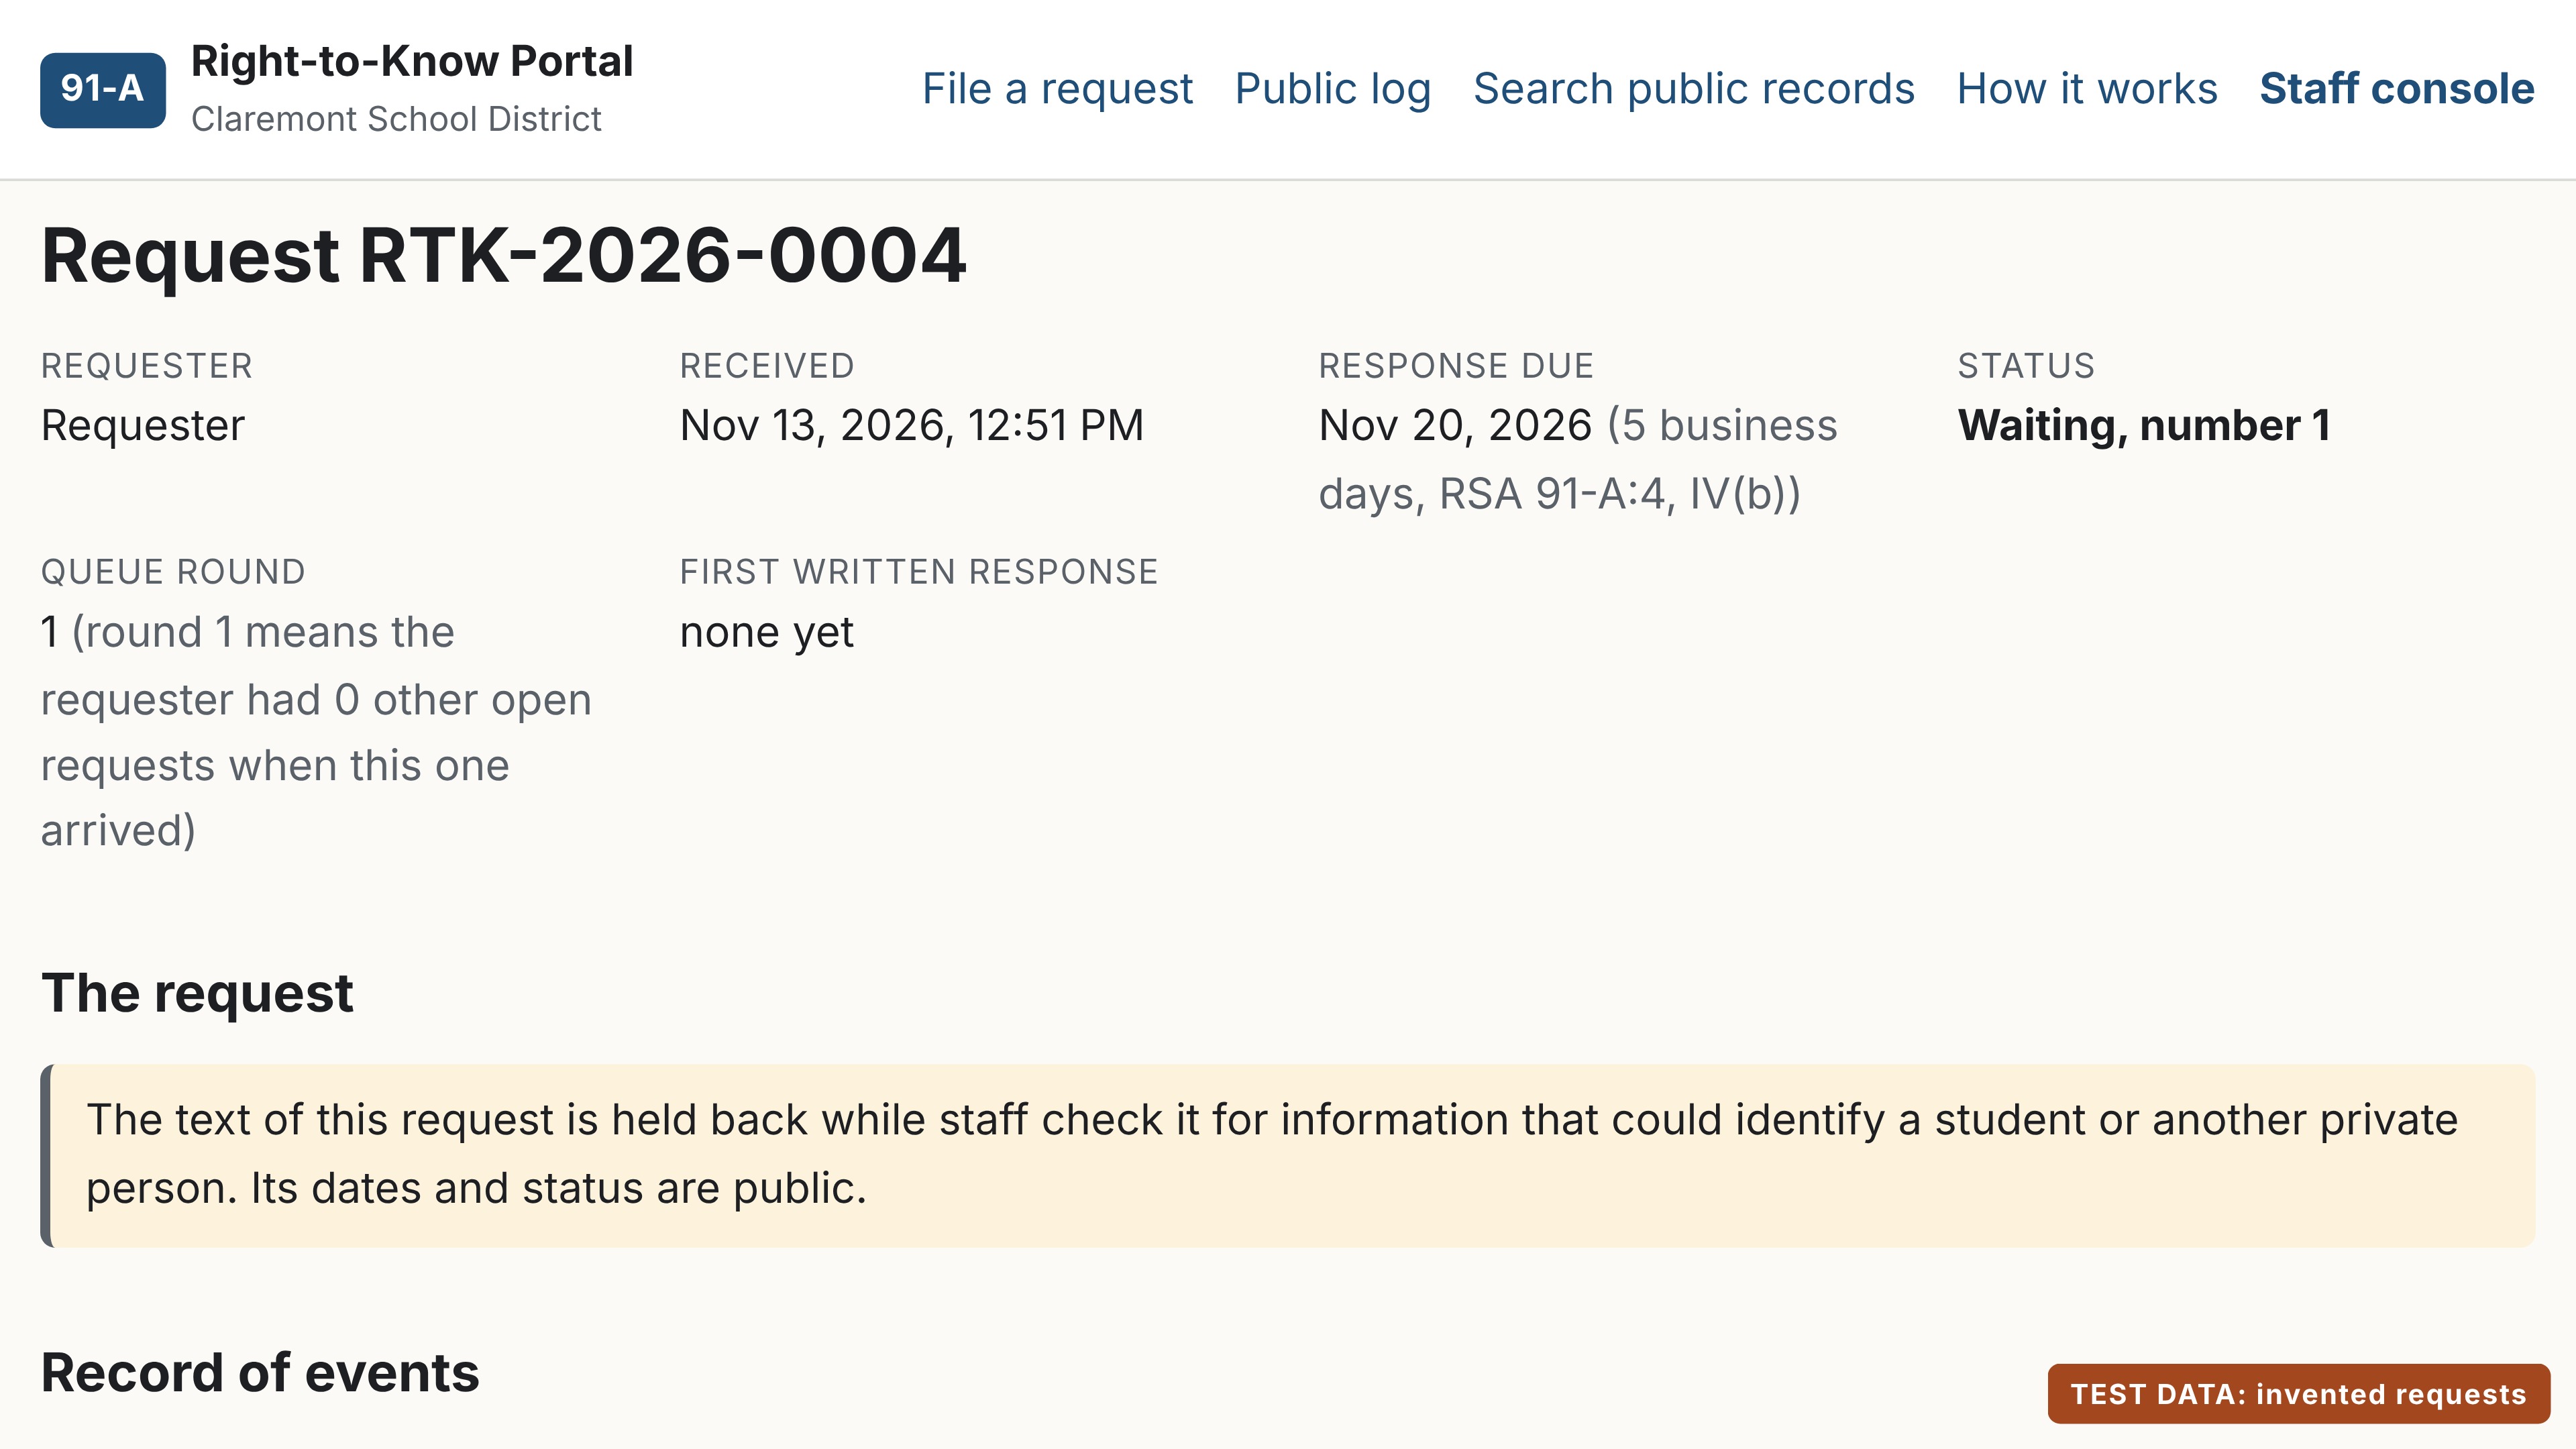 91-A
Right-to-Know Portal
Claremont School District
File a request
Public log
Search public records
How it works
Staff console
Request RTK-2026-0004
REQUESTER
Requester
RECEIVED
Nov 13, 2026, 12:51 PM
RESPONSE DUE
Nov 20, 2026 (5 business
days, RSA 91-A:4, IV(b))
STATUS
Waiting, number 1
QUEUE ROUND
1 (round 1 means the
requester had 0 other open
requests when this one
arrived)
FIRST WRITTEN RESPONSE
none yet
The request
The text of this request is held back while staff check it for information that could identify a student or another private
person. Its dates and status are public.
Record of events
TEST DATA: invented requests